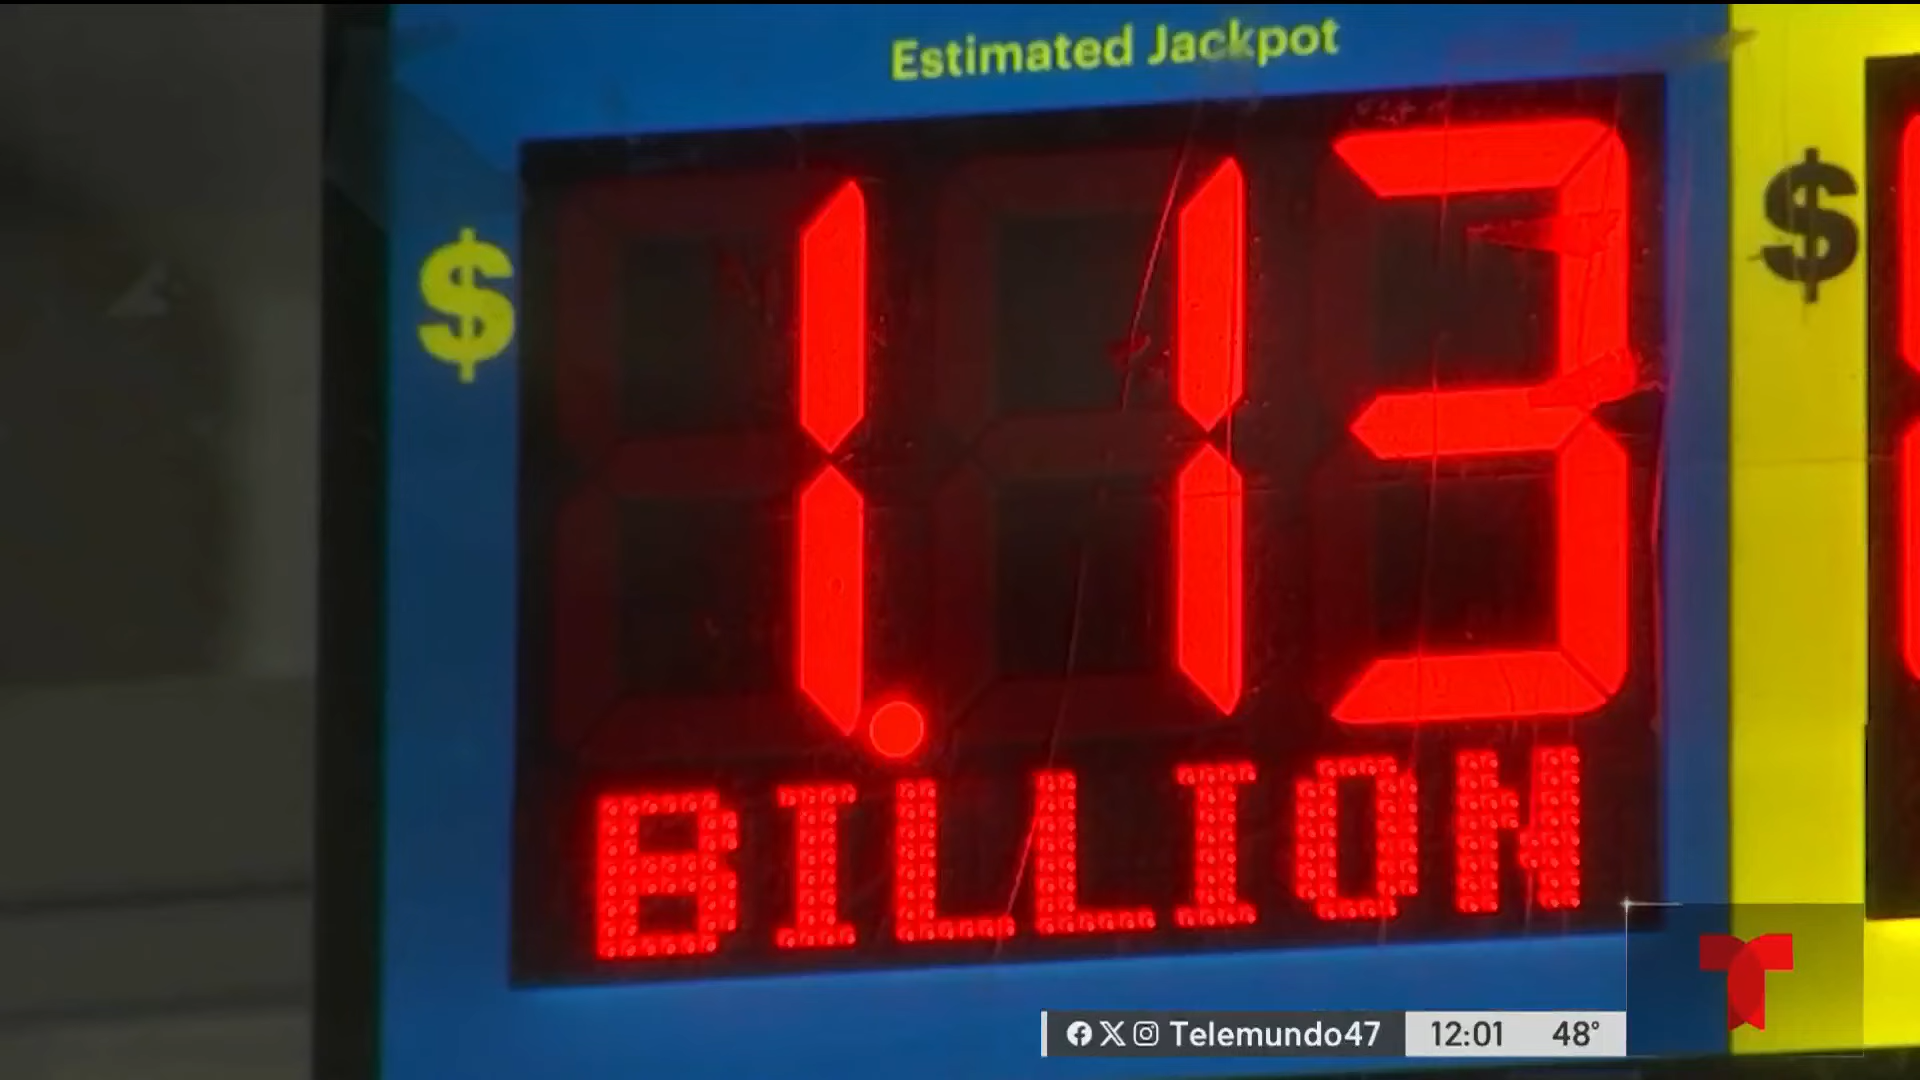 Estimated Jackpot
$ 1.13
$
BILLION
Telemundo47 12:01 48°